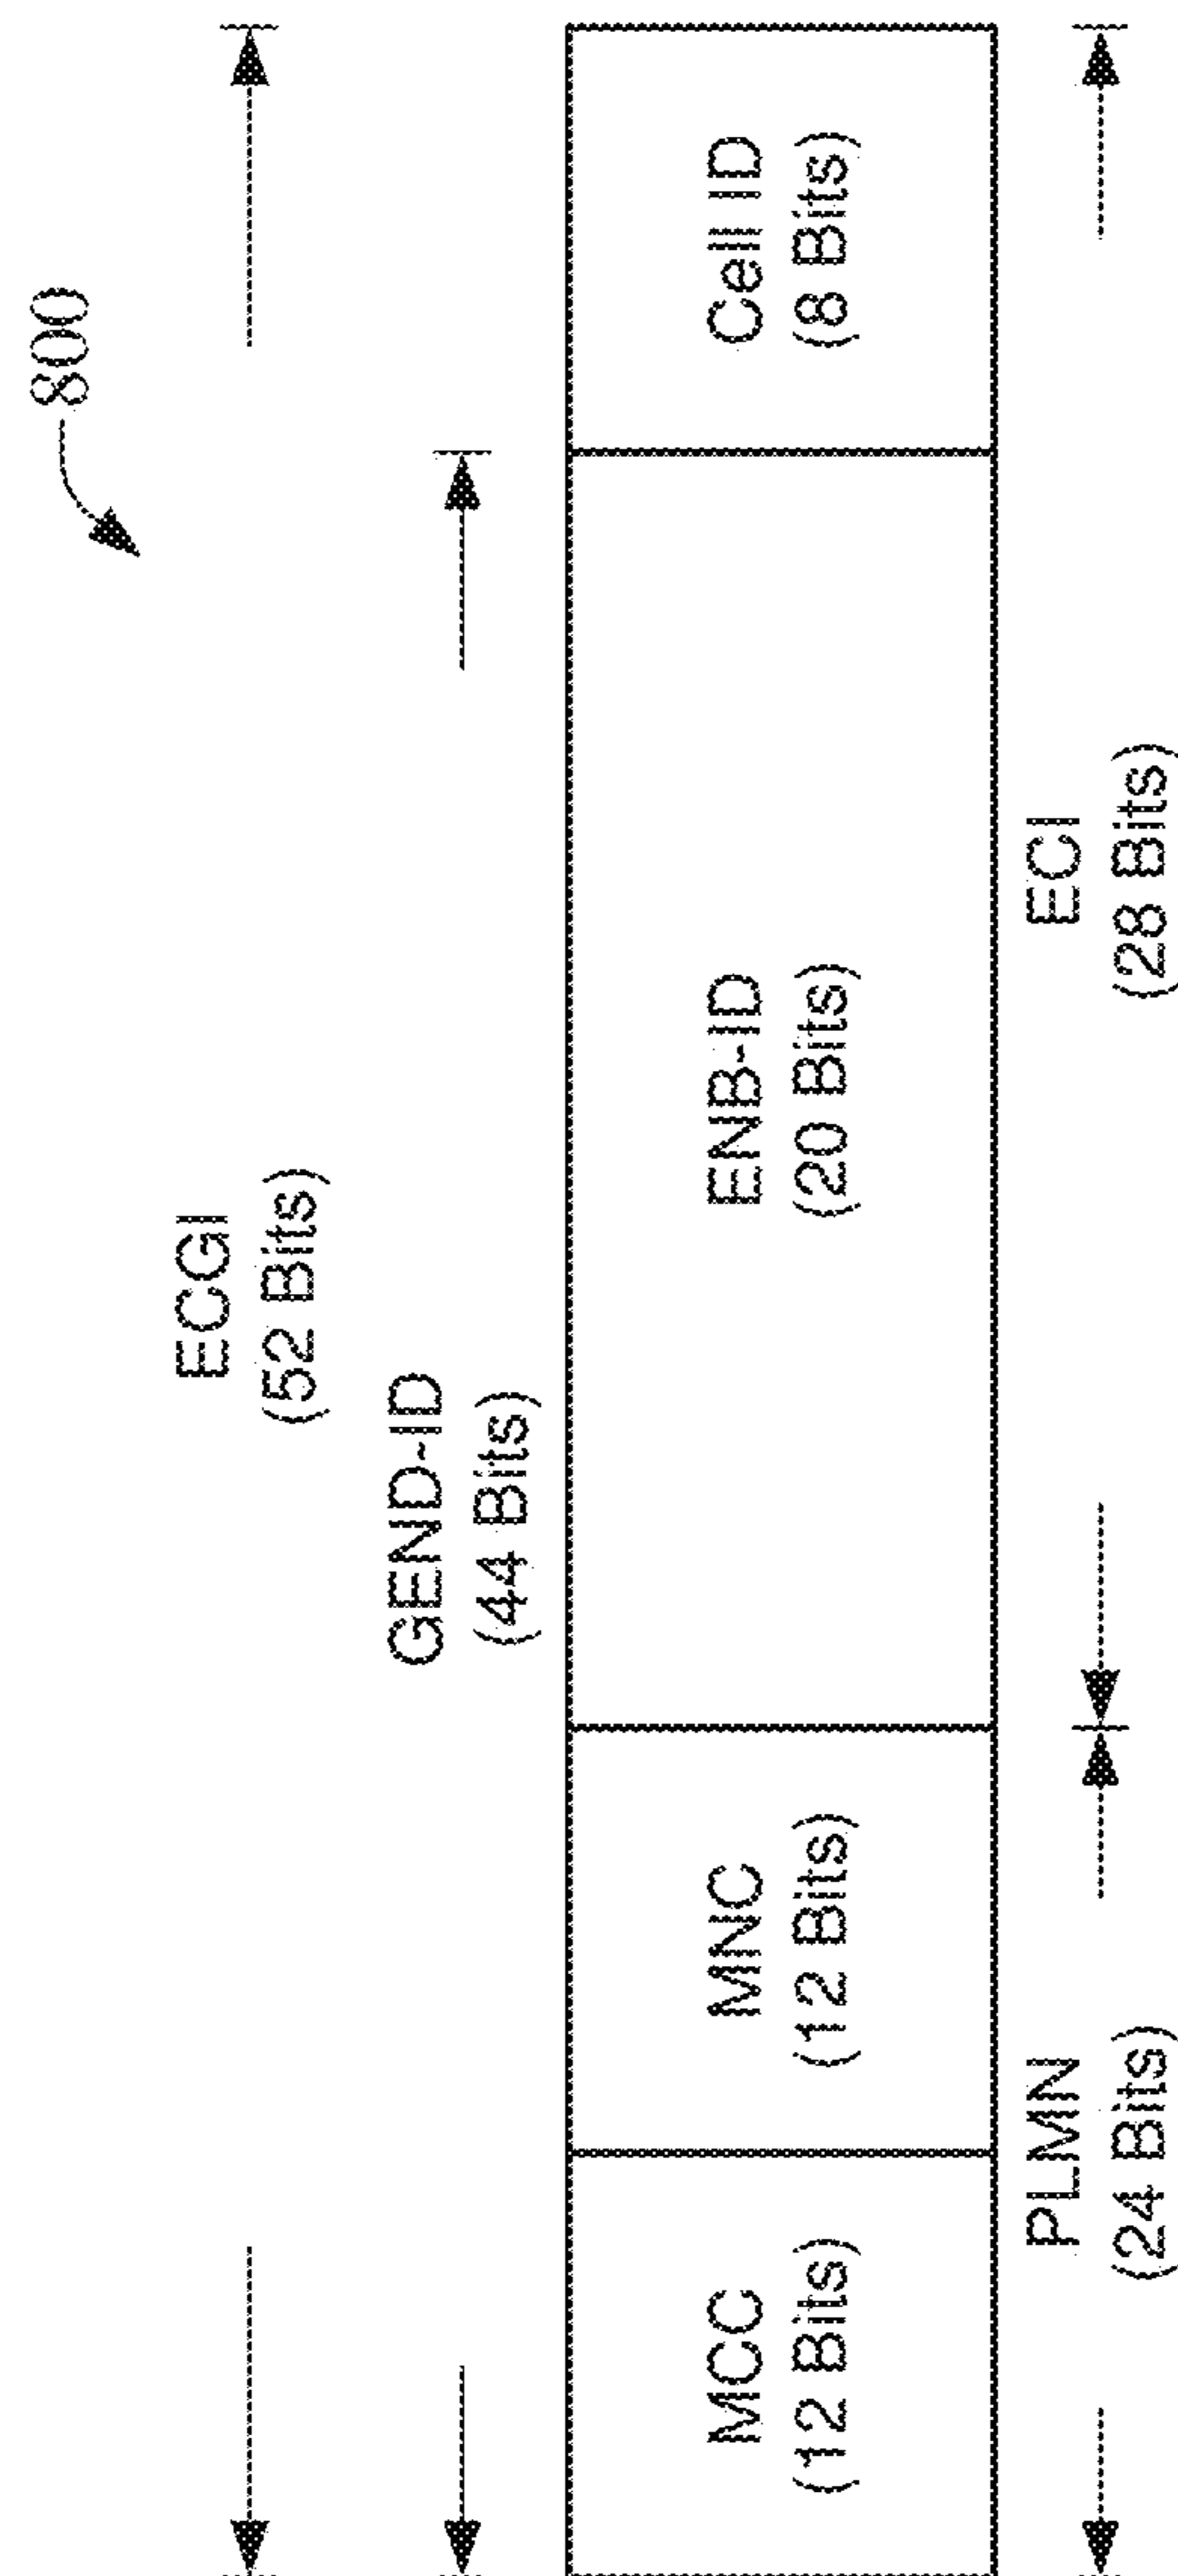 800
ECGI
(52 Bits)
GEND-ID
(44 Bits)
MCC
(12 Bits)
MNC
(12 Bits)
ENB-ID
(20 Bits)
Cell ID
(8 Bits)
PLMN
(24 Bits)
ECI
(28 Bits)